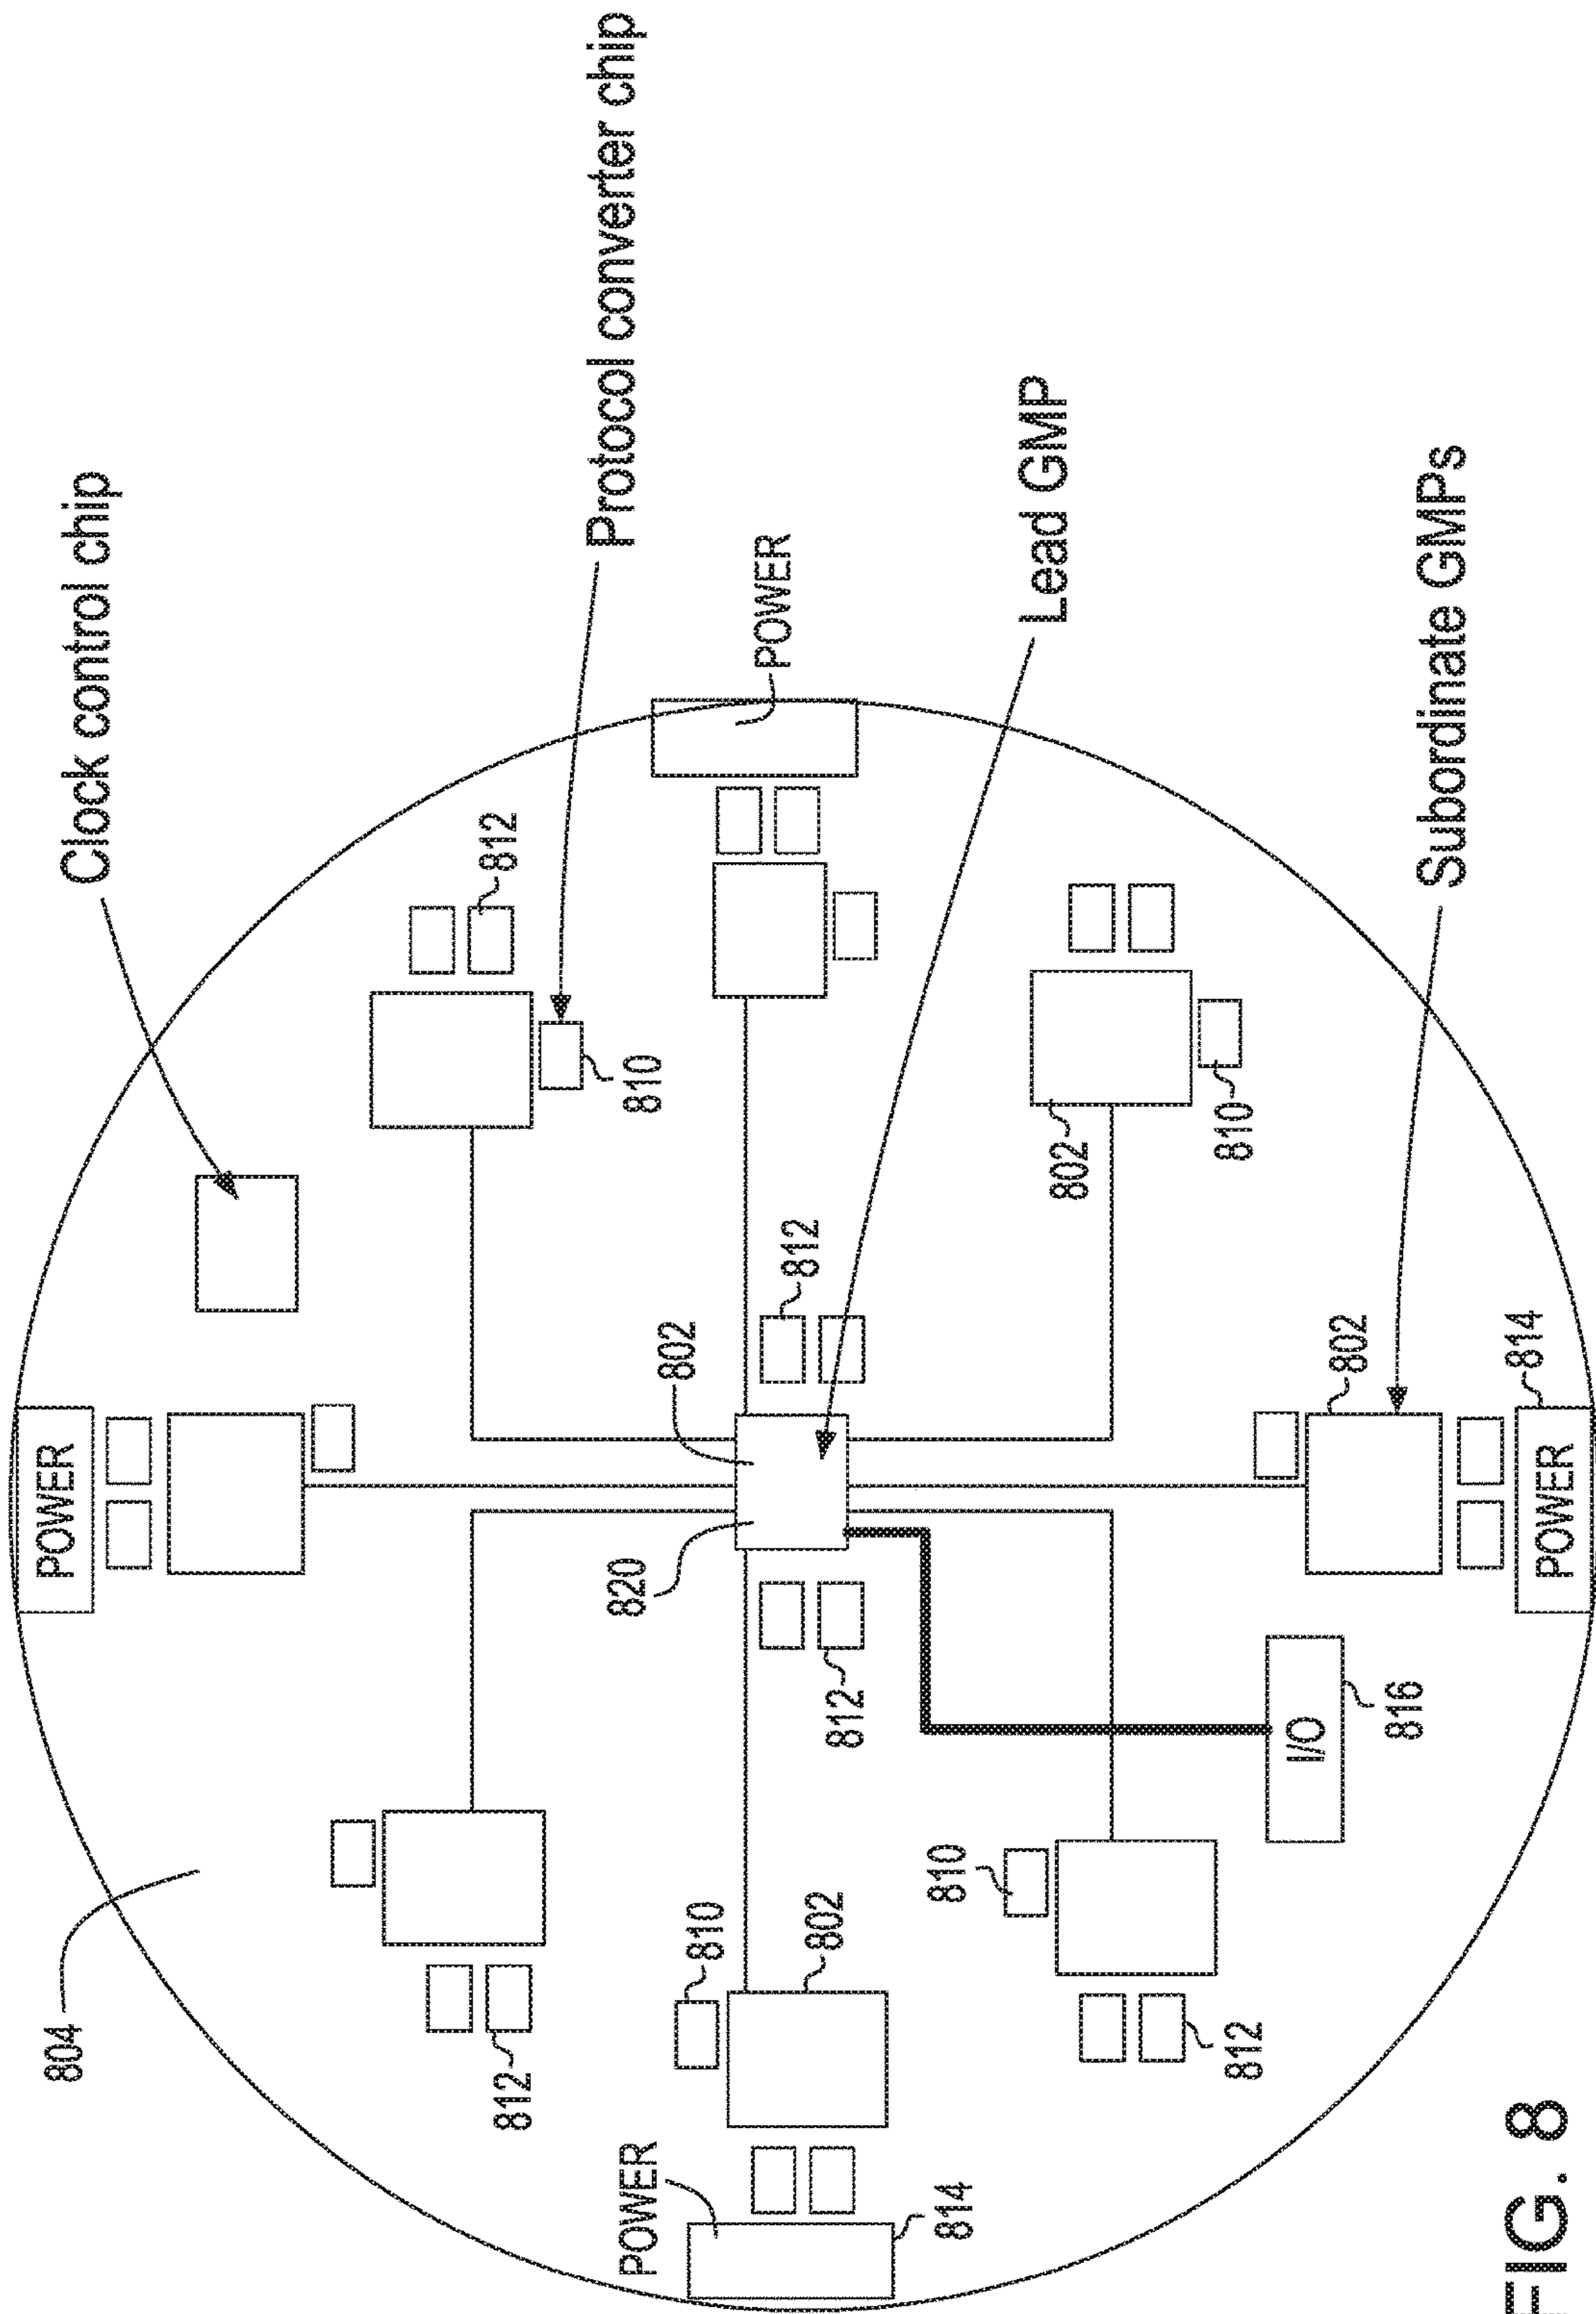 804
POWER
Clock control chip
812
812
Protocol converter chip
POWER
820
810
802
810
POWER
812
802
812
814
810
Lead GMP
802
812
810
I/O
802
816
Subordinate GMPs
814
POWER
FIG. 8